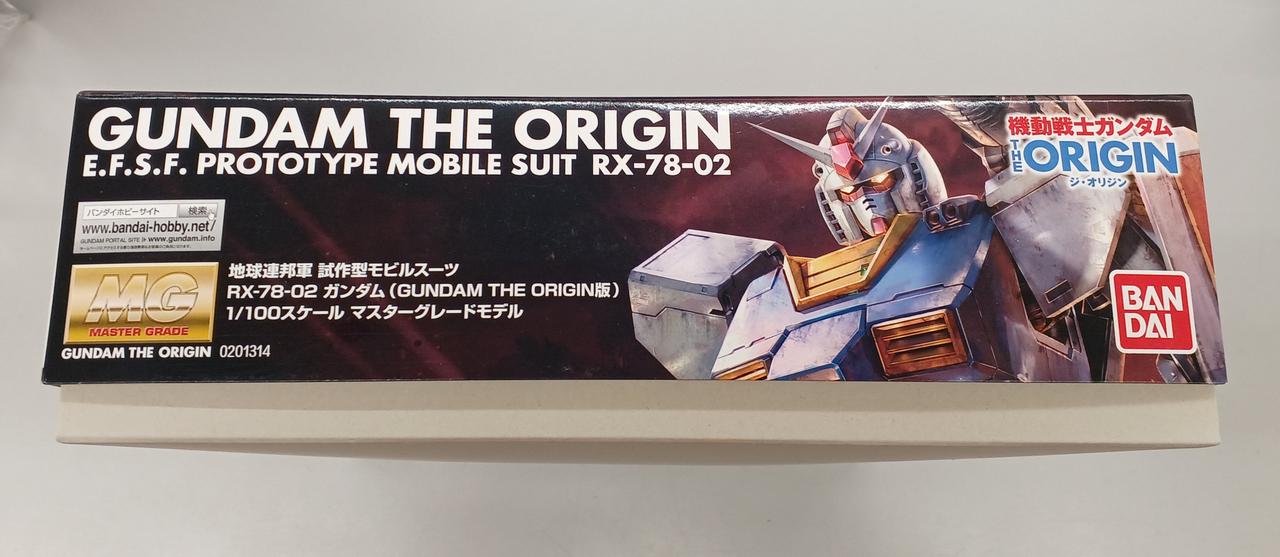 GUNDAM THE ORIGIN
E.F.S.F. PROTOTYPE MOBILE SUIT RX-78-02
機動戦士ガンダム
THE ORIGIN
ジ・オリジン
バンダイホビーサイト 検索
www.bandai-hobby.net/
GUNDAM PORTAL SITE www.gundam.info
MG
MASTER GRADE
GUNDAM THE ORIGIN 0201314
地球連邦軍 試作型モビルスーツ
RX-78-02 ガンダム(GUNDAM THE ORIGIN版)
1/100スケール マスターグレードモデル
BAN
DAI